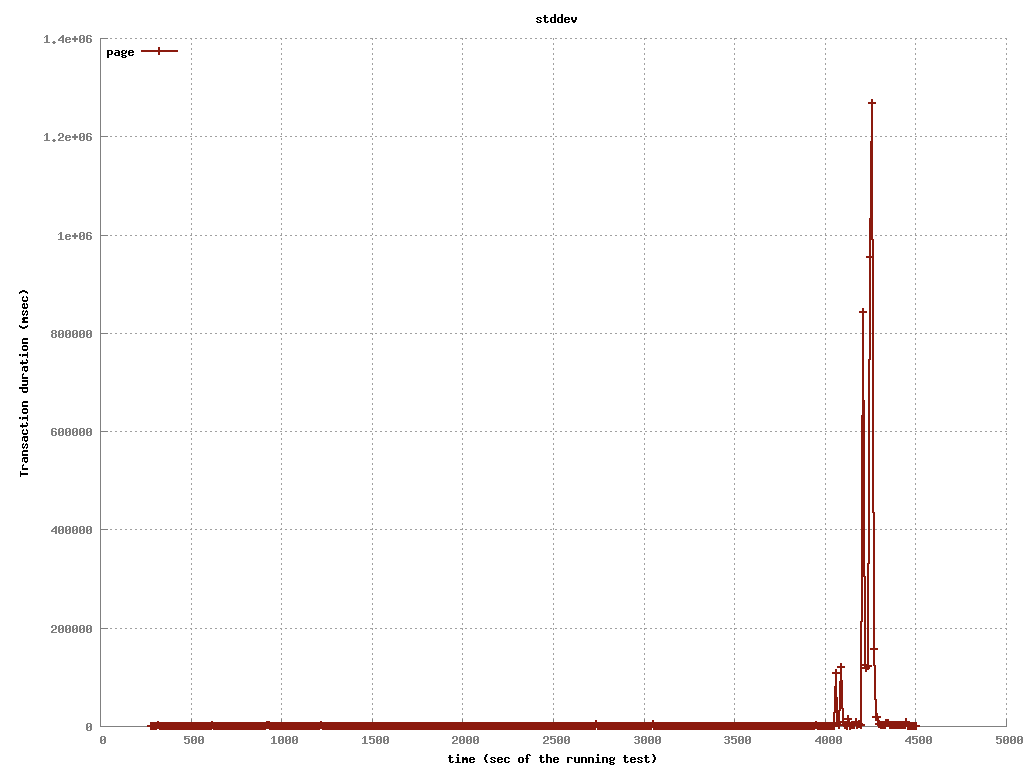 stddev
page
1.4e+06
1.2e+06
1e+06
800000
600000
400000
200000
0
Transaction duration (msec)
0 500 1000 1500 2000 2500 3000 3500 4000 4500 5000
time (sec of the running test)